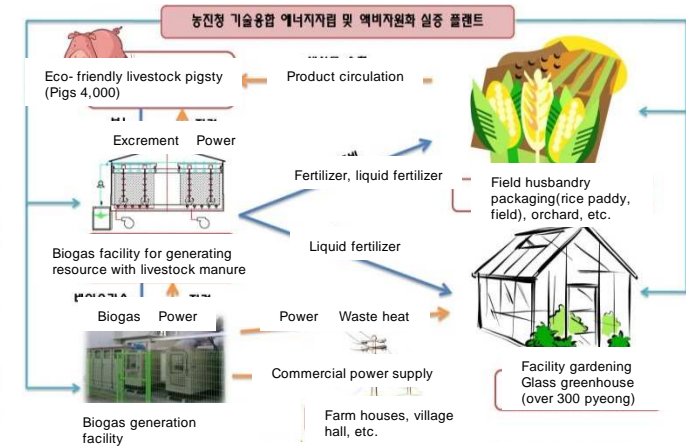 농진청 기술융합 에너지자립 및 액비자원화 실증 플랜트
Eco- friendly livestock pigsty
(Pigs 4,000)
Product circulation
Excrement Power
Fertilizer, liquid fertilizer
Field husbandry
packaging(rice paddy,
field), orchard, etc.
Biogas facility for generating
resource with livestock manure
Liquid fertilizer
Biogas Power
Power Waste heat
Commercial power supply
Facility gardening
Glass greenhouse
(over 300 pyeong)
Biogas generation
facility
Farm houses, village
hall, etc.